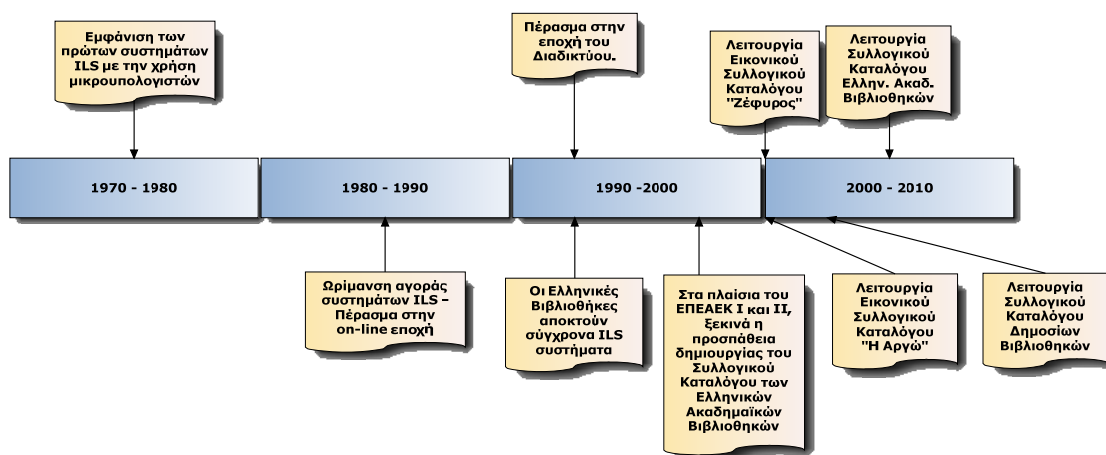 Εμφάνιση των
πρώτων συστημάτων
ILS με την χρήση
μικρουπολογιστών
Πέρασμα στην
εποχή του
Διαδικτύου.
Λειτουργία
Εικονικού
Συλλογικού
Καταλόγου
"Ζέφυρος"
Λειτουργία
Συλλογικού
Καταλόγου
Ελλην. Ακαδ.
Βιβλιοθηκών
1970 - 1980
1980 - 1990
1990 -2000
2000 - 2010
Ωρίμανση αγοράς
συστημάτων ILS –
Πέρασμα στην
on-line εποχή
Οι Ελληνικές
Βιβλιοθήκες
αποκτούν
σύγχρονα ILS
συστήματα
Στα πλαίσια του
ΕΠΕΑΕΚ Ι και ΙΙ,
ξεκινά η
προσπάθεια
δημιουργίας του
Συλλογικού
Καταλόγου των
Ελληνικών
Ακαδημαϊκών
Βιβλιοθηκών
Λειτουργία
Εικονικού
Συλλογικού
Καταλόγου
"Η Αργώ"
Λειτουργία
Συλλογικού
Καταλόγου
Δημοσίων
Βιβλιοθηκών